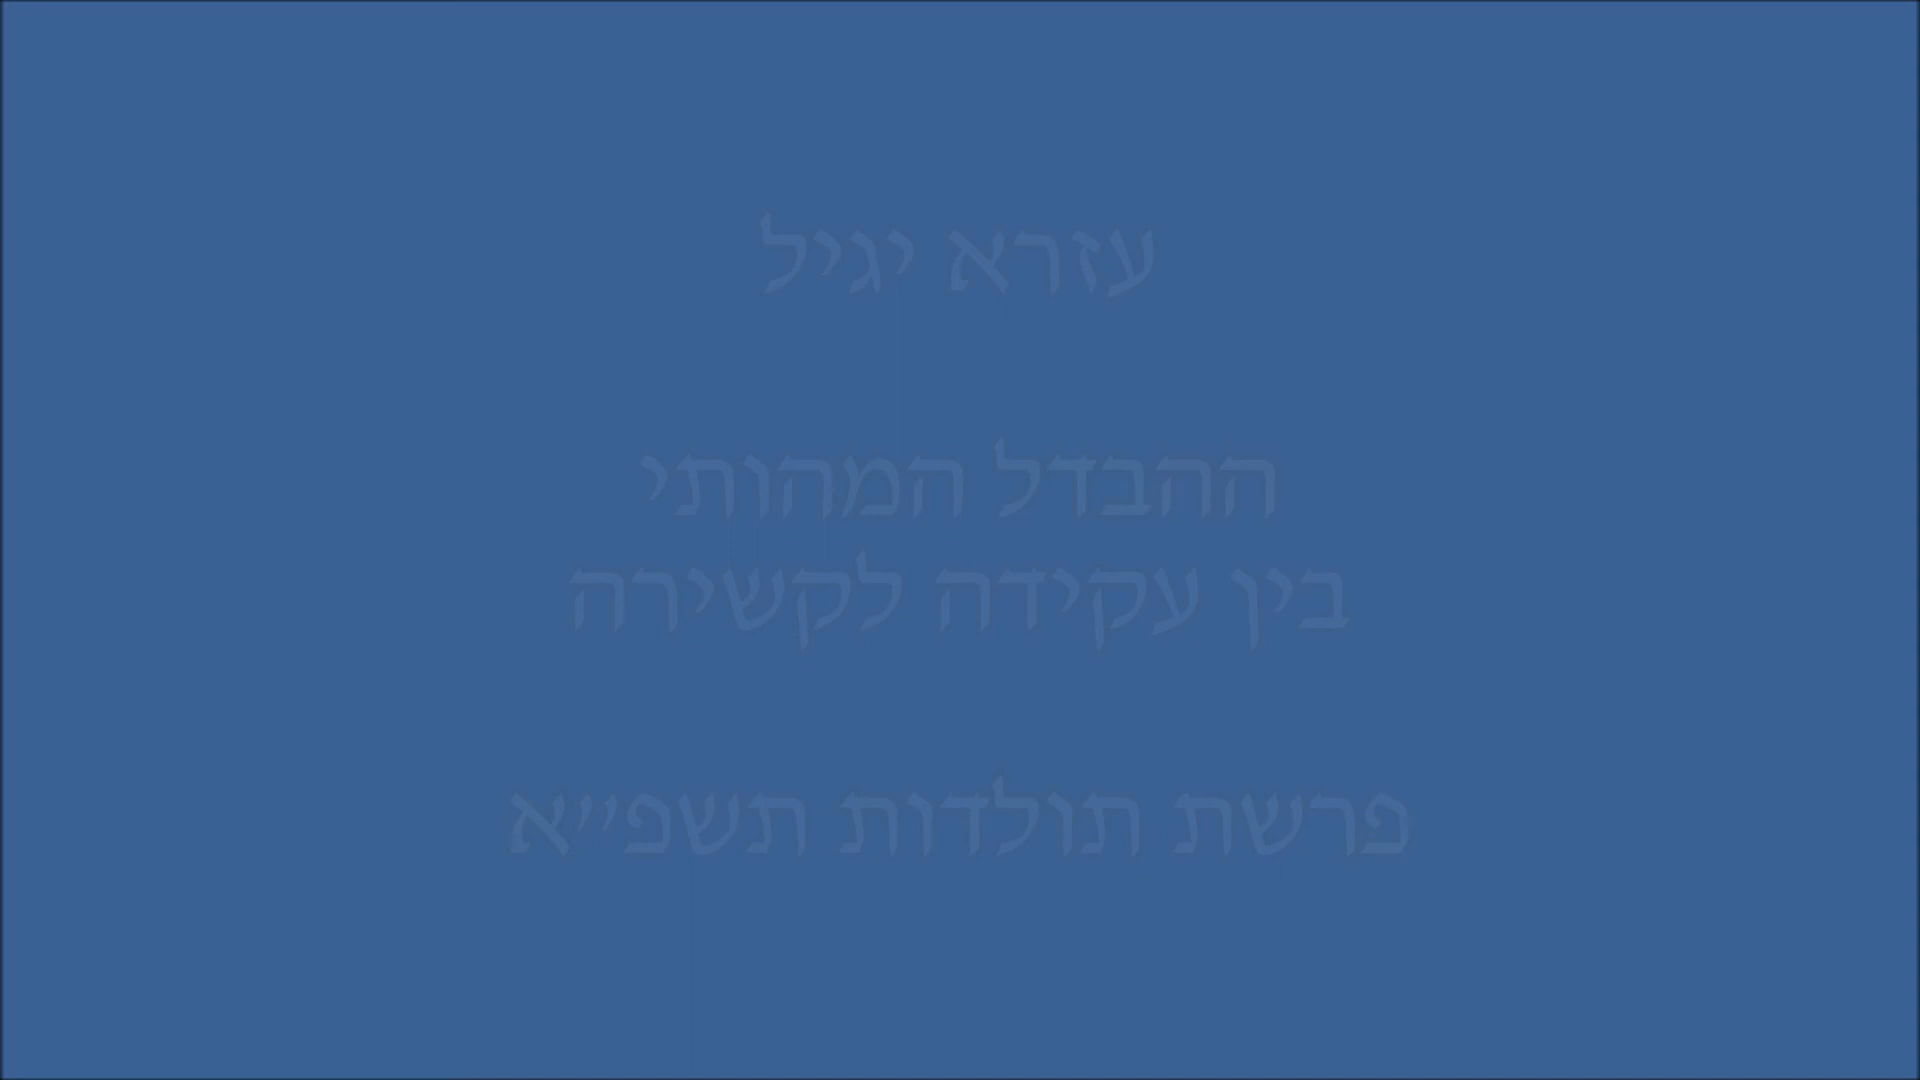 עזרא יגיל
ההבדל המהותי
בין עקידה לקשירה
פרשת תולדות תשפ״א